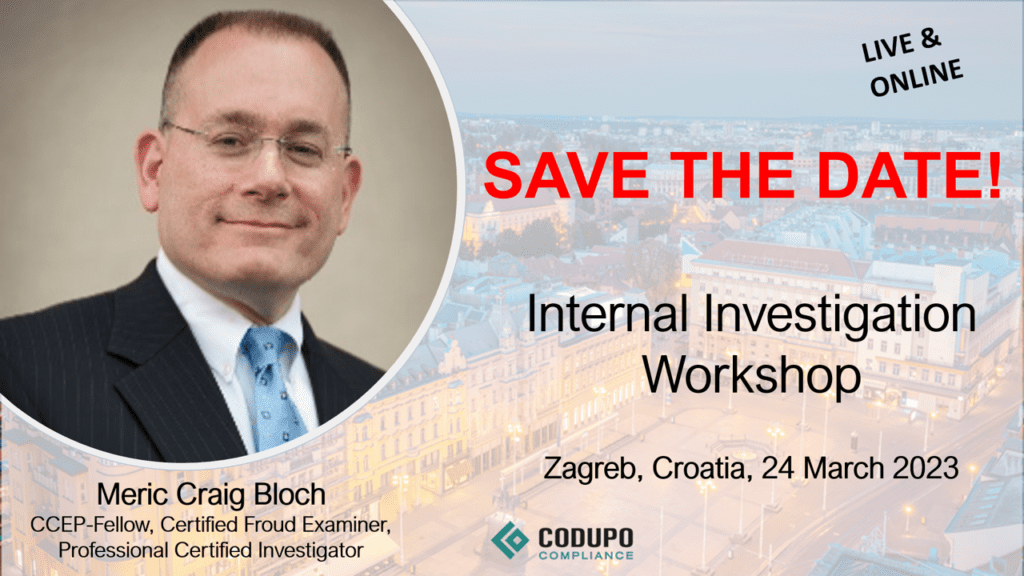 LIVE &
ONLINE
SAVE THE DATE!
Internal Investigation
Workshop
Zagreb, Croatia, 24 March 2023
Meric Craig Bloch
CCEP-Fellow, Certified Froud Examiner,
Professional Certified Investigator
CODUPO
COMPLIANCE